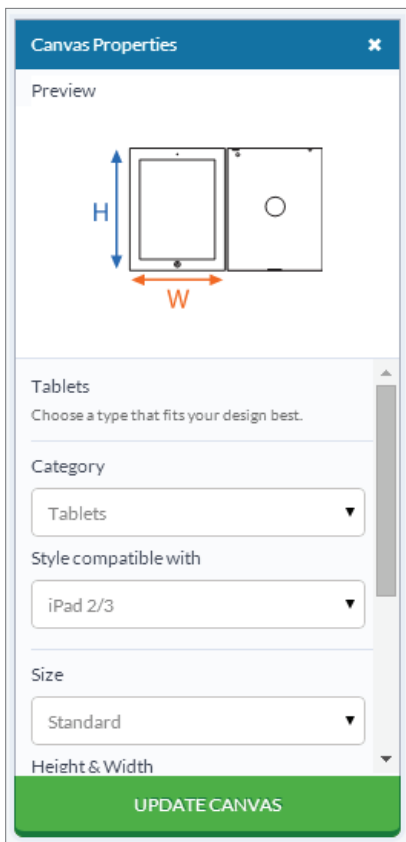 Canvas Properties
Preview
H
W
Tablets
Choose a type that fits your design best.
Category
Tablets
Style compatible with
iPad 2/3
Size
Standard
Height & Width
UPDATE CANVAS